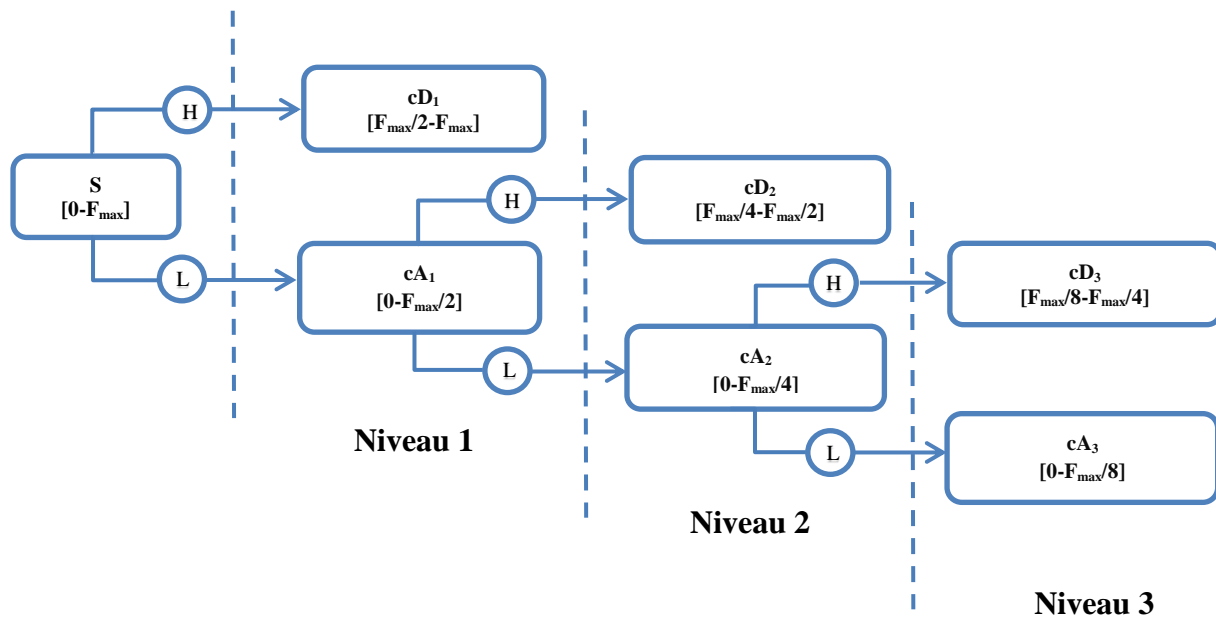 H
cD₁
[Fmax/2-Fmax]
S
[0-Fmax]
L
Niveau 1
H
cA₁
[0-Fmax/2]
L
cD₂
[Fmax/4-Fmax/2]
Niveau 2
H
cA₂
[0-Fmax/4]
L
cD₃
[Fmax/8-Fmax/4]
cA₃
[0-Fmax/8]
Niveau 3